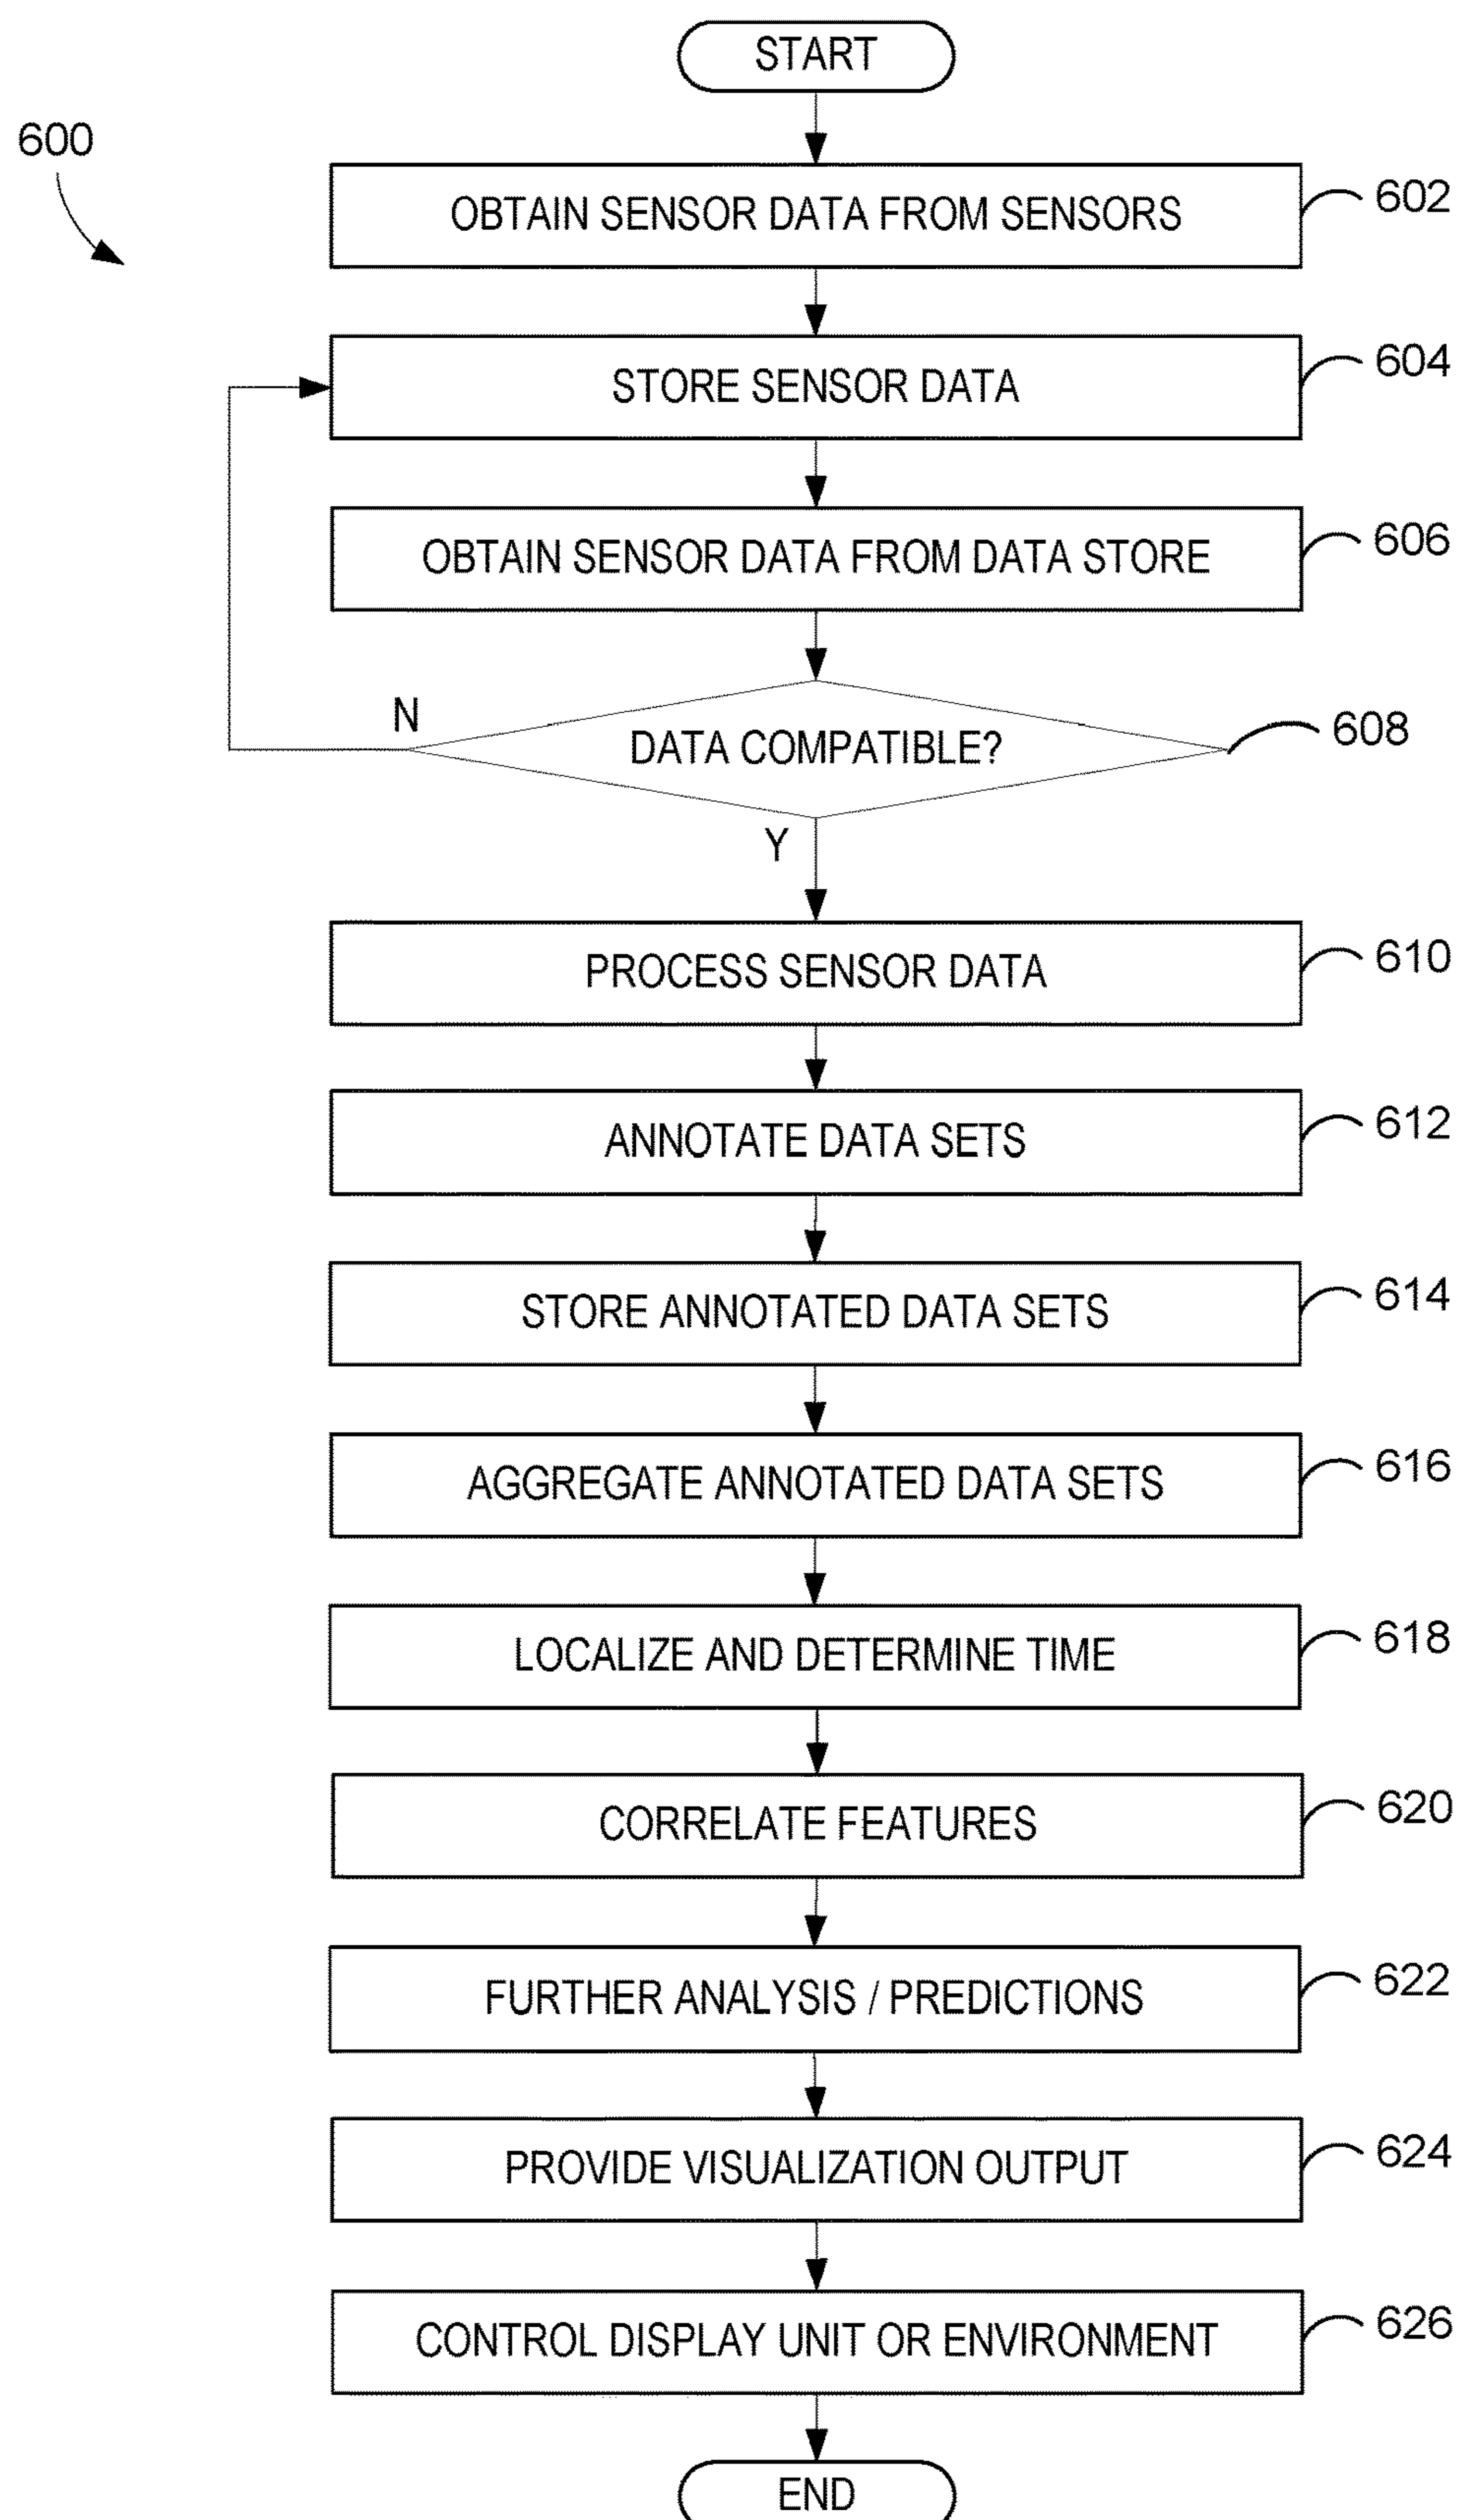 START
600
OBTAIN SENSOR DATA FROM SENSORS
602
STORE SENSOR DATA
604
OBTAIN SENSOR DATA FROM DATA STORE
606
N
DATA COMPATIBLE?
608
Y
PROCESS SENSOR DATA
610
ANNOTATE DATA SETS
612
STORE ANNOTATED DATA SETS
614
AGGREGATE ANNOTATED DATA SETS
616
LOCALIZE AND DETERMINE TIME
618
CORRELATE FEATURES
620
FURTHER ANALYSIS / PREDICTIONS
622
PROVIDE VISUALIZATION OUTPUT
624
CONTROL DISPLAY UNIT OR ENVIRONMENT
626
END